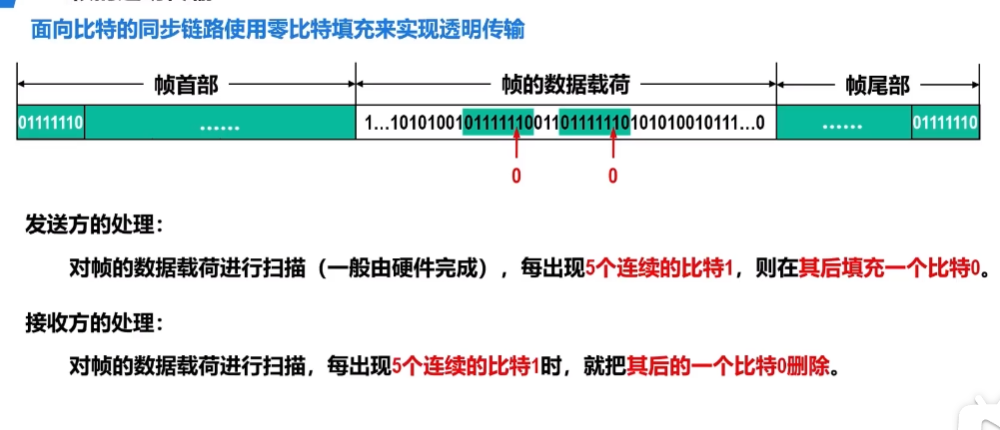 面向比特的同步链路使用零比特填充来实现透明传输
帧首部 帧的数据载荷 帧尾部
01111110 …… 1…10101001011111100110111111010101001 0111…0 …… 01111110
0 0
发送方的处理：
对帧的数据载荷进行扫描（一般由硬件完成），每出现5个连续的比特1，则在其后填充一个比特0。
接收方的处理：
对帧的数据载荷进行扫描，每出现5个连续的比特1时，就把其后的一个比特0删除。